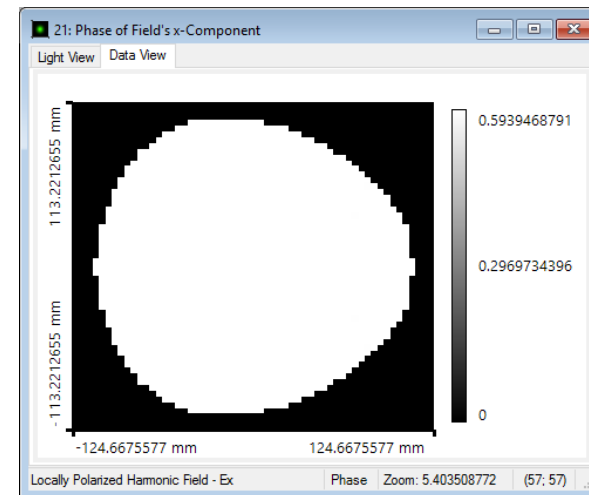 21: Phase of Field's x-Component
Light View Data View
113.2212655 mm
-113.2212655 mm
-124.6675577 mm 124.6675577 mm
0.5939468791
0.2969734396
0
Locally Polarized Harmonic Field - Ex Phase Zoom: 5.403508772 (57; 57)